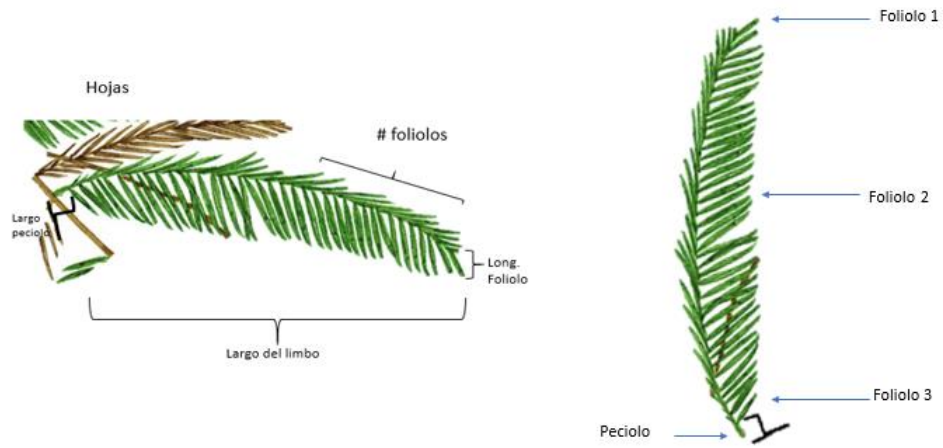 Hojas
# foliolos
Largo
peciolo
Long.
Foliolo
Largo del limbo
Foliolo 1
Foliolo 2
Foliolo 3
Peciolo